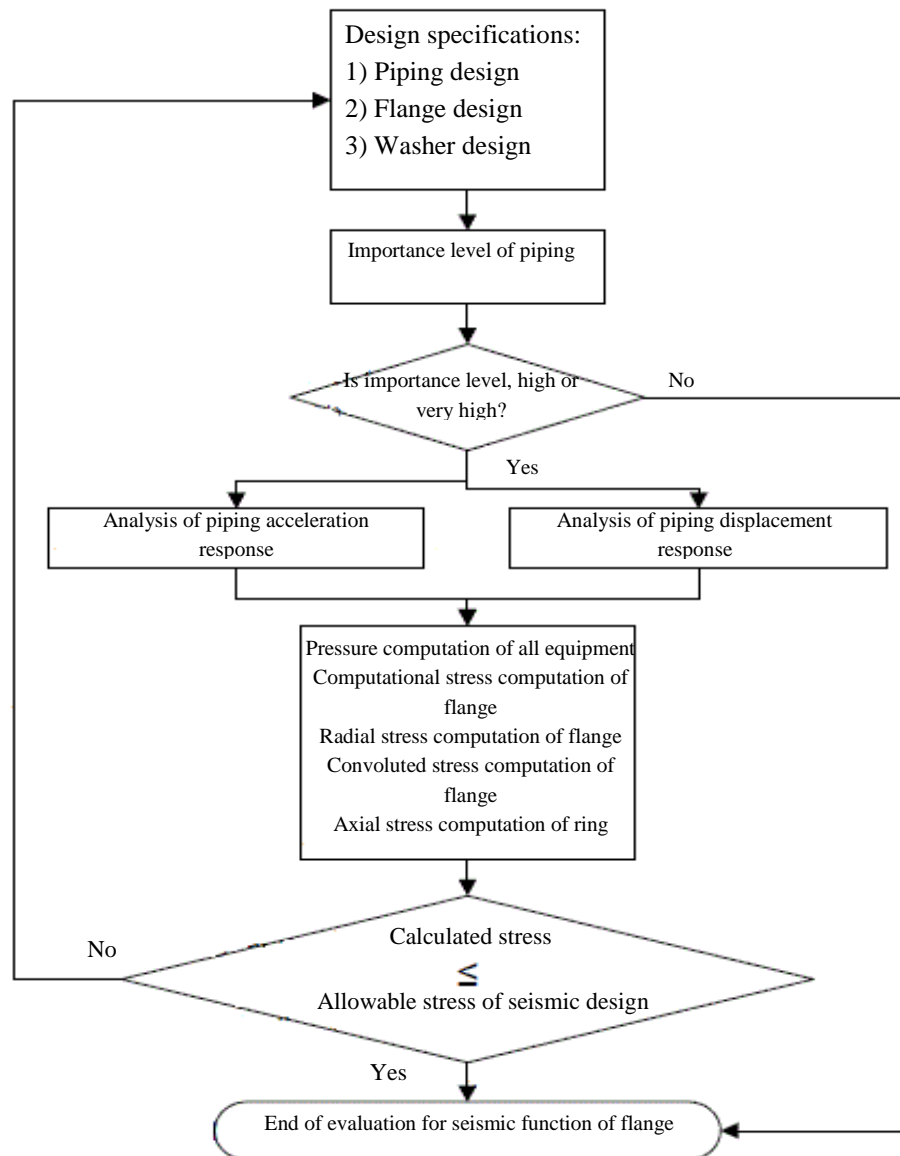 Design specifications:
1) Piping design
2) Flange design
3) Washer design
Importance level of piping
Is importance level, high or
very high?
No
Yes
Analysis of piping acceleration
response
Analysis of piping displacement
response
Pressure computation of all equipment
Computational stress computation of
flange
Radial stress computation of flange
Convoluted stress computation of
flange
Axial stress computation of ring
Calculated stress
≤
Allowable stress of seismic design
No
Yes
End of evaluation for seismic function of flange